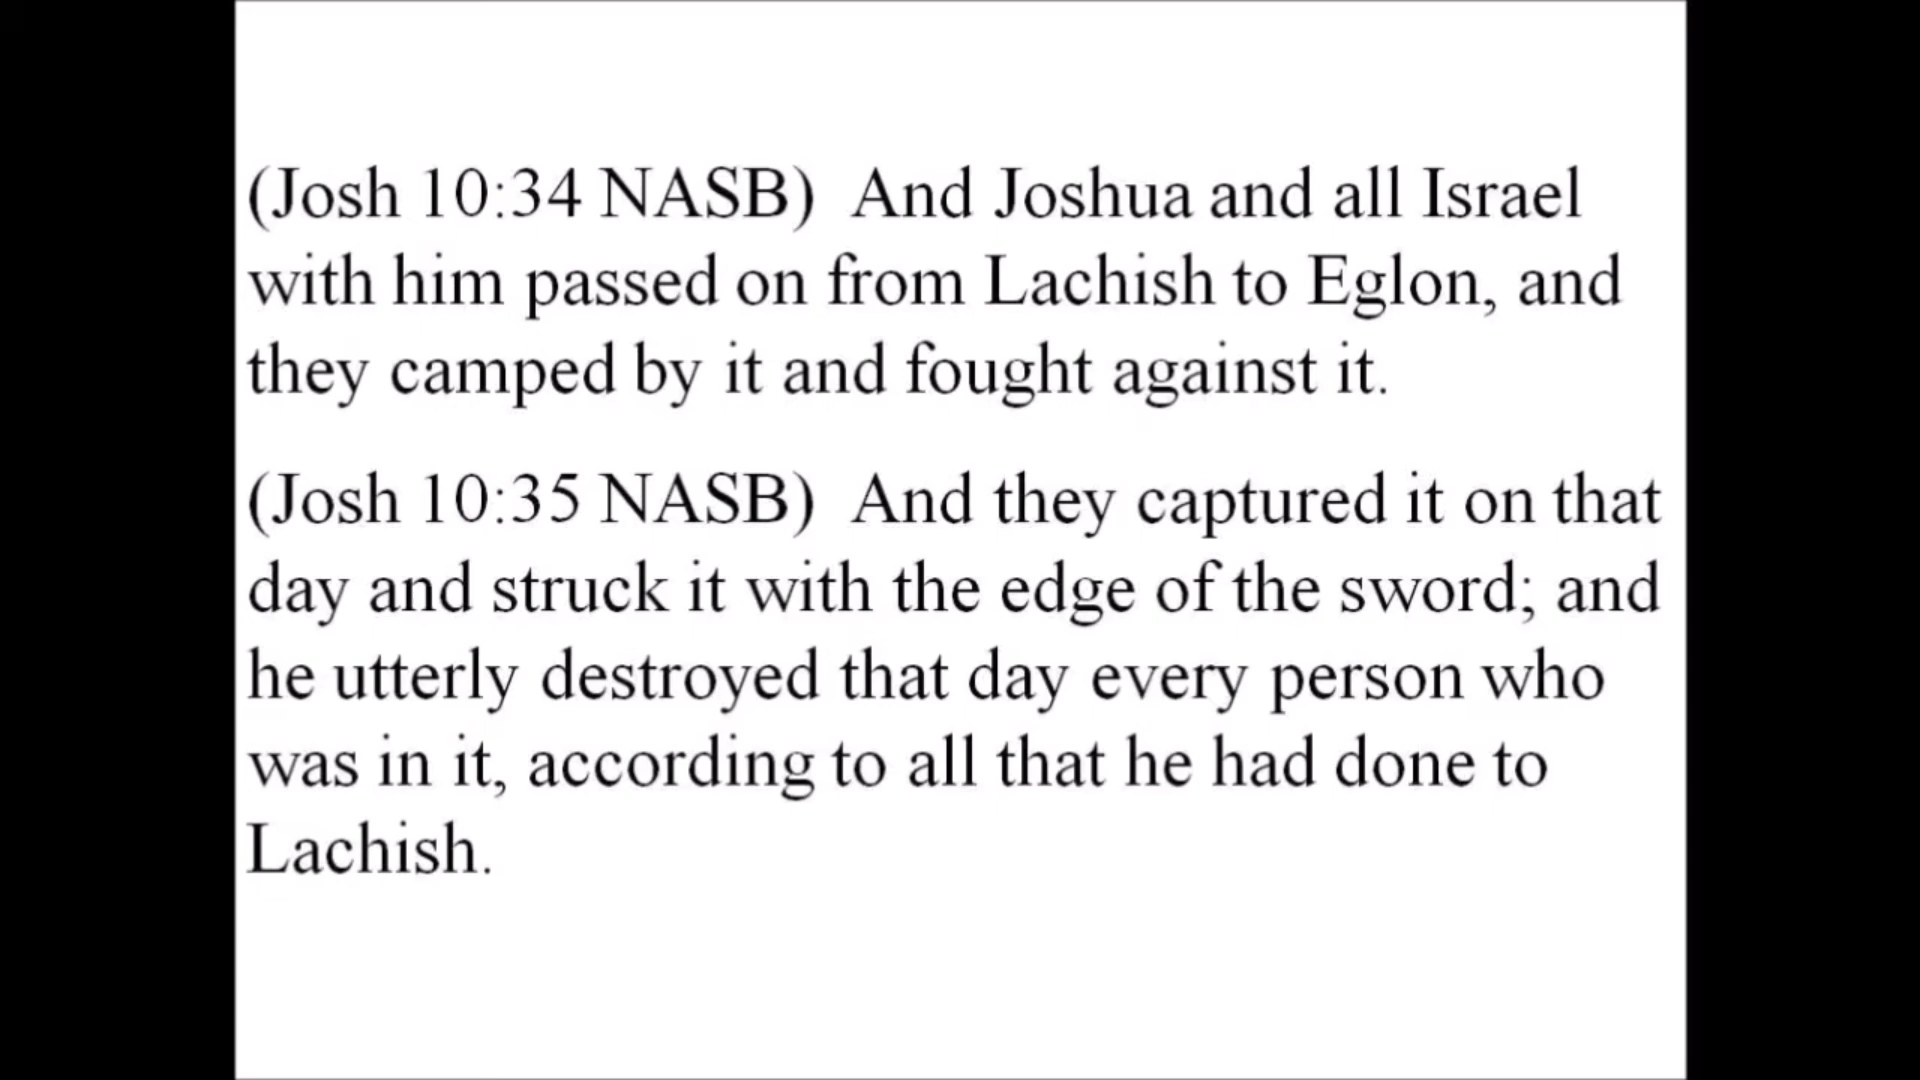 (Josh 10:34 NASB)  And Joshua and all Israel
with him passed on from Lachish to Eglon, and
they camped by it and fought against it.
(Josh 10:35 NASB)  And they captured it on that
day and struck it with the edge of the sword; and
he utterly destroyed that day every person who
was in it, according to all that he had done to
Lachish.